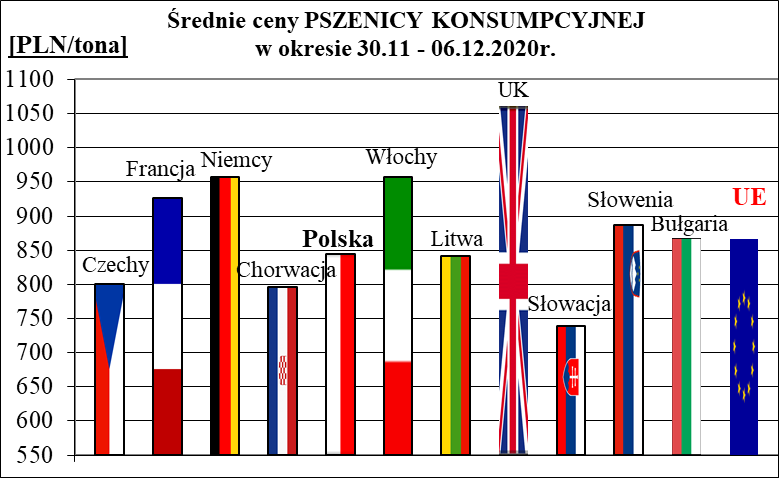 Średnie ceny PSZENICY KONSUMPCYJNEJ
w okresie 30.11 - 06.12.2020r.
[PLN/tona]
1100
1050
1000
950
900
850
800
750
700
650
600
550
Czechy
Francja
Niemcy
Chorwacja
Polska
Włochy
Litwa
UK
Słowacja
Słowenia
Bułgaria
UE